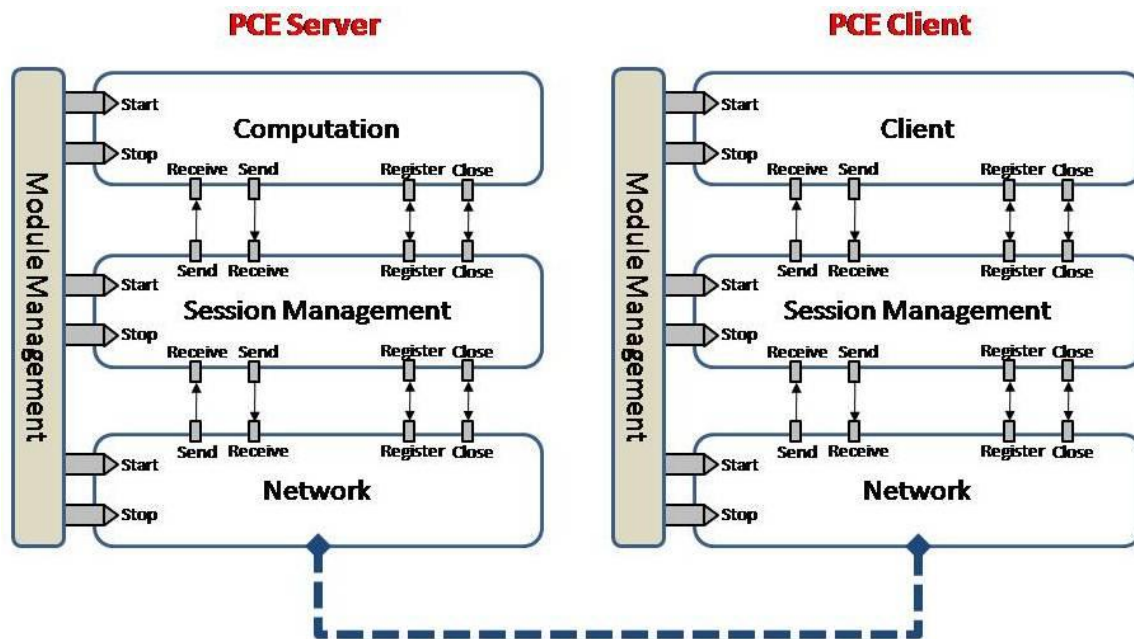 PCE Server
Module Management
Start
Computation
Stop
Receive Send Register Close
Send Receive Register Close
Start
Session Management
Stop
Receive Send Register Close
Send Receive Register Close
Start
Network
Stop
PCE Client
Module Management
Start
Client
Stop
Receive Send Register Close
Send Receive Register Close
Start
Session Management
Stop
Receive Send Register Close
Send Receive Register Close
Start
Network
Stop